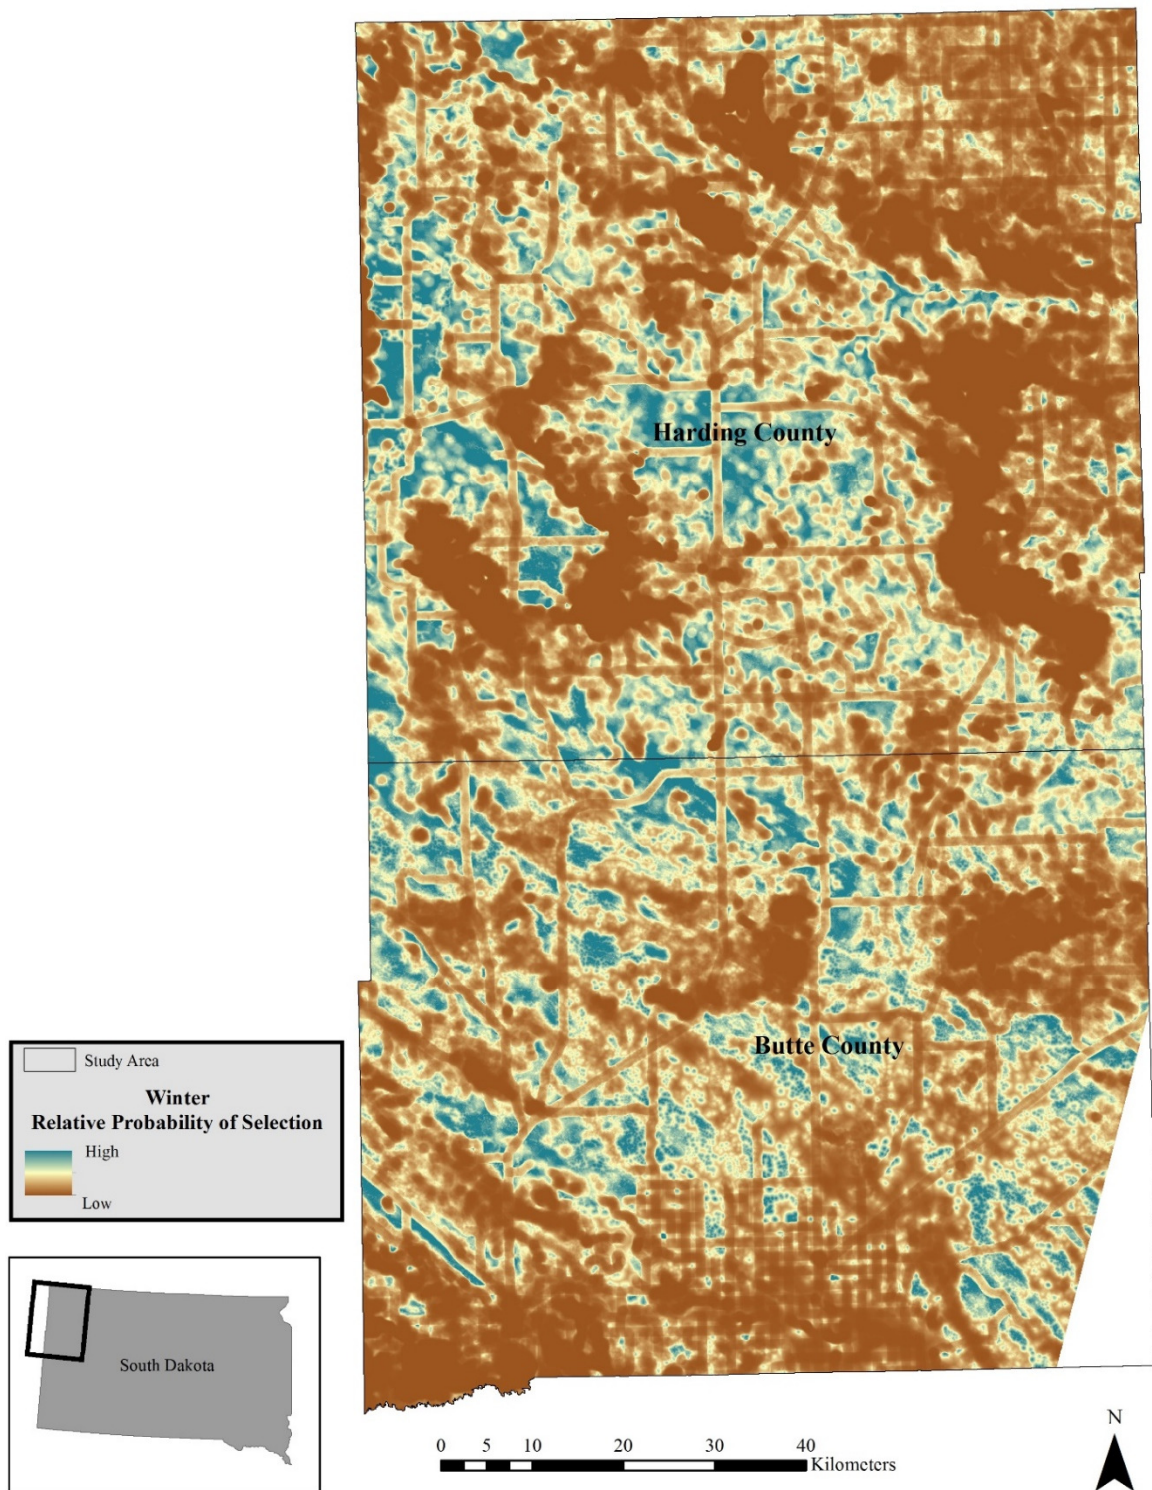 Harding County
Butte County
Study Area
Winter
Relative Probability of Selection
High
Low
South Dakota
0 5 10 20 30 40
Kilometers
N